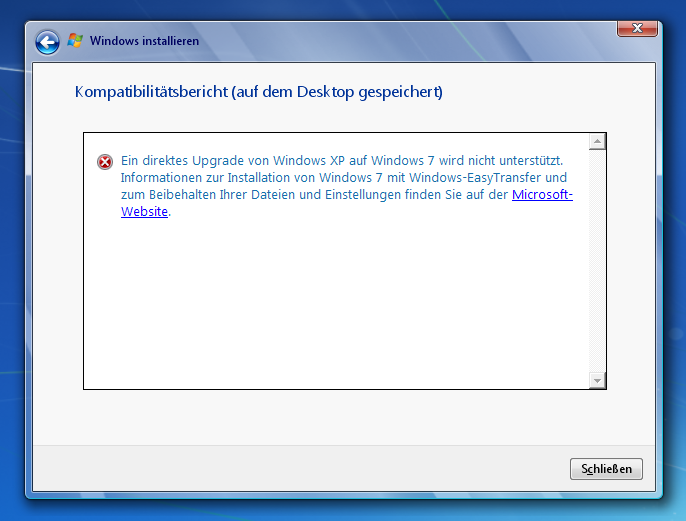 Windows installieren
Kompatibilitätsbericht (auf dem Desktop gespeichert)
Ein direktes Upgrade von Windows XP auf Windows 7 wird nicht unterstützt.
Informationen zur Installation von Windows 7 mit Windows-EasyTransfer und
zum Beibehalten Ihrer Dateien und Einstellungen finden Sie auf der Microsoft-
Website.
Schließen